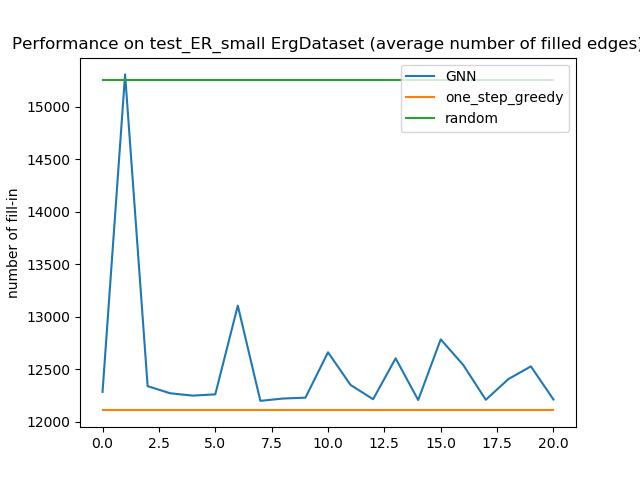 Performance on test_ER_small ErgDataset (average number of filled edges)
GNN
one_step_greedy
random
number of fill-in
15000
14500
14000
13500
13000
12500
12000
0.0 2.5 5.0 7.5 10.0 12.5 15.0 17.5 20.0